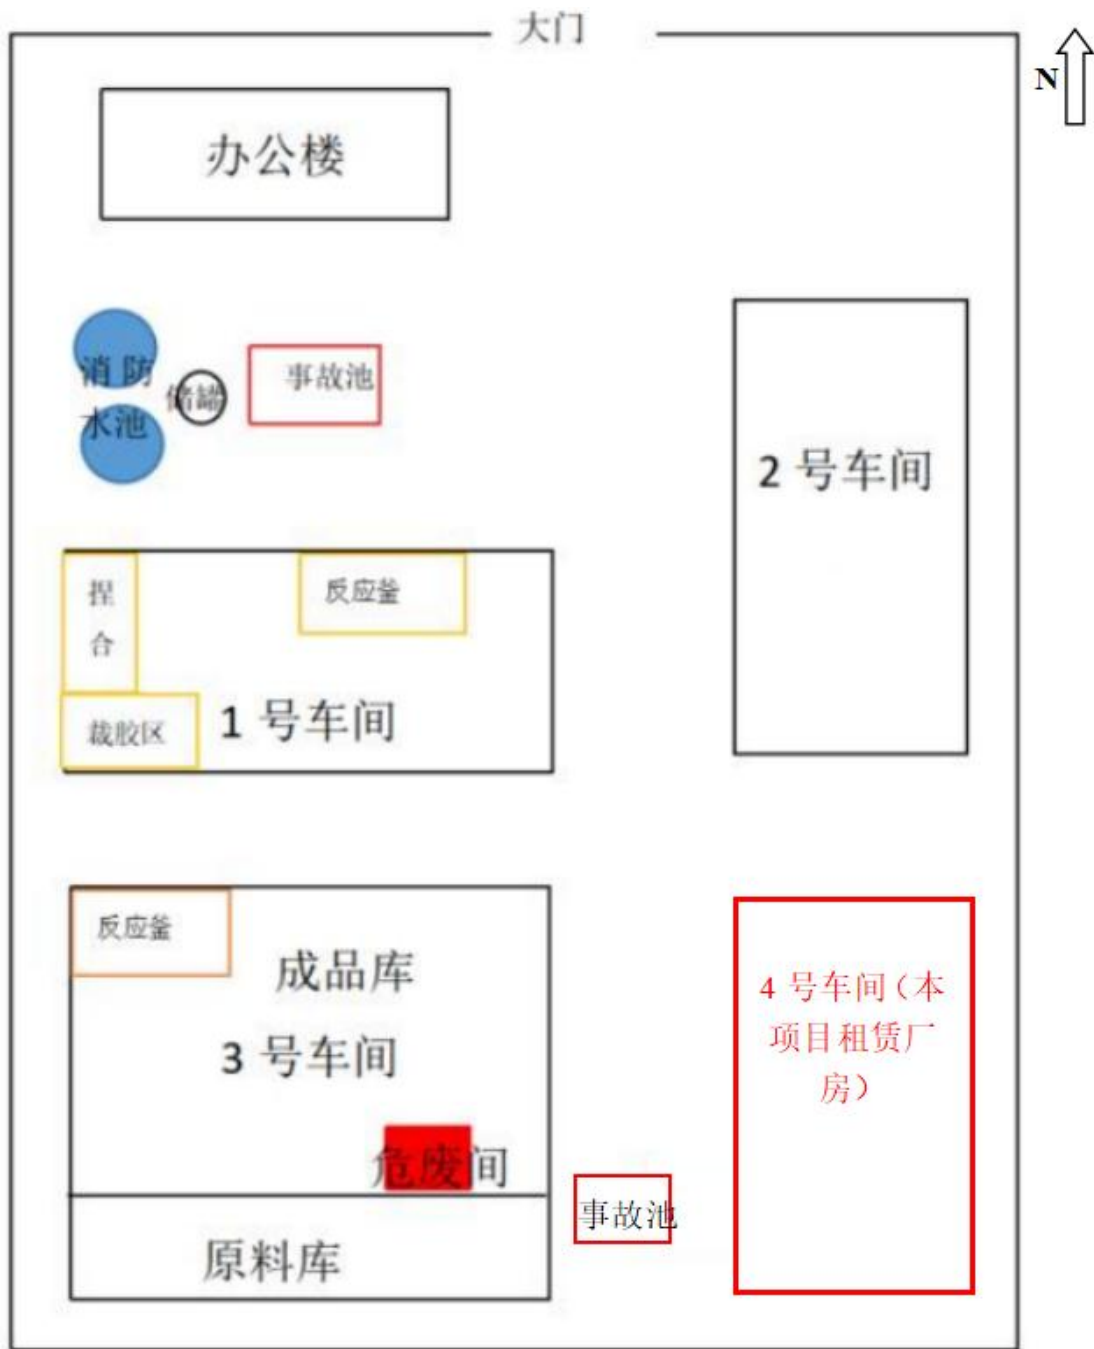 大门
N
办公楼
消防
水池
储罐
事故池
2 号车间
捏
合
反应釜
裁胶区
1 号车间
反应釜
成品库
3 号车间
危废间
原料库
事故池
4 号车间（本
项目租赁厂
房）